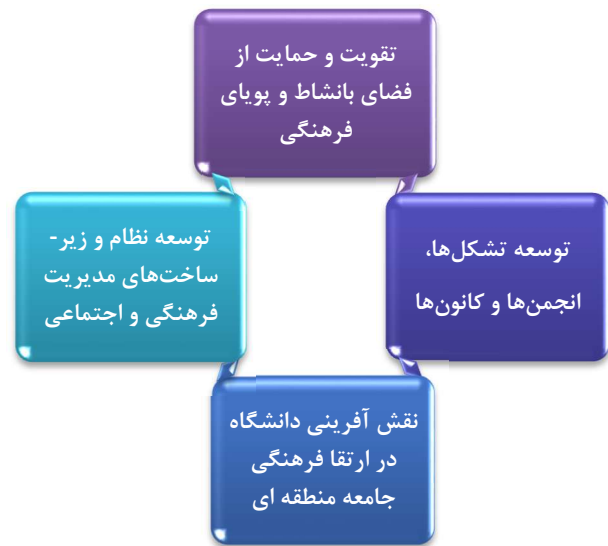 تقویت و حمایت از
فضای بانشاط و پویای
فرهنگی
توسعه تشکل‌ها،
انجمن‌ها و کانون‌ها
نقش آفرینی دانشگاه
در ارتقا فرهنگی
جامعه منطقه ای
توسعه نظام و زیر-
ساخت‌های مدیریت
فرهنگی و اجتماعی